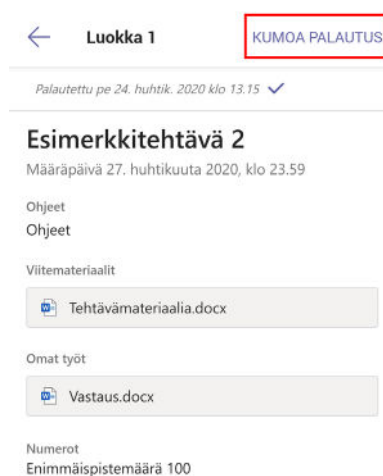 Luokka 1
KUMOA PALAUTUS
Palautettu pe 24. huhtik. 2020 klo 13.15
Esimerkkitehtävä 2
Määräpäivä 27. huhtikuuta 2020, klo 23.59
Ohjeet
Ohjeet
Viitemateriaalit
Tehtävämateriaalia.docx
Omat työt
Vastaus.docx
Numerot
Enimmäispistemäärä 100